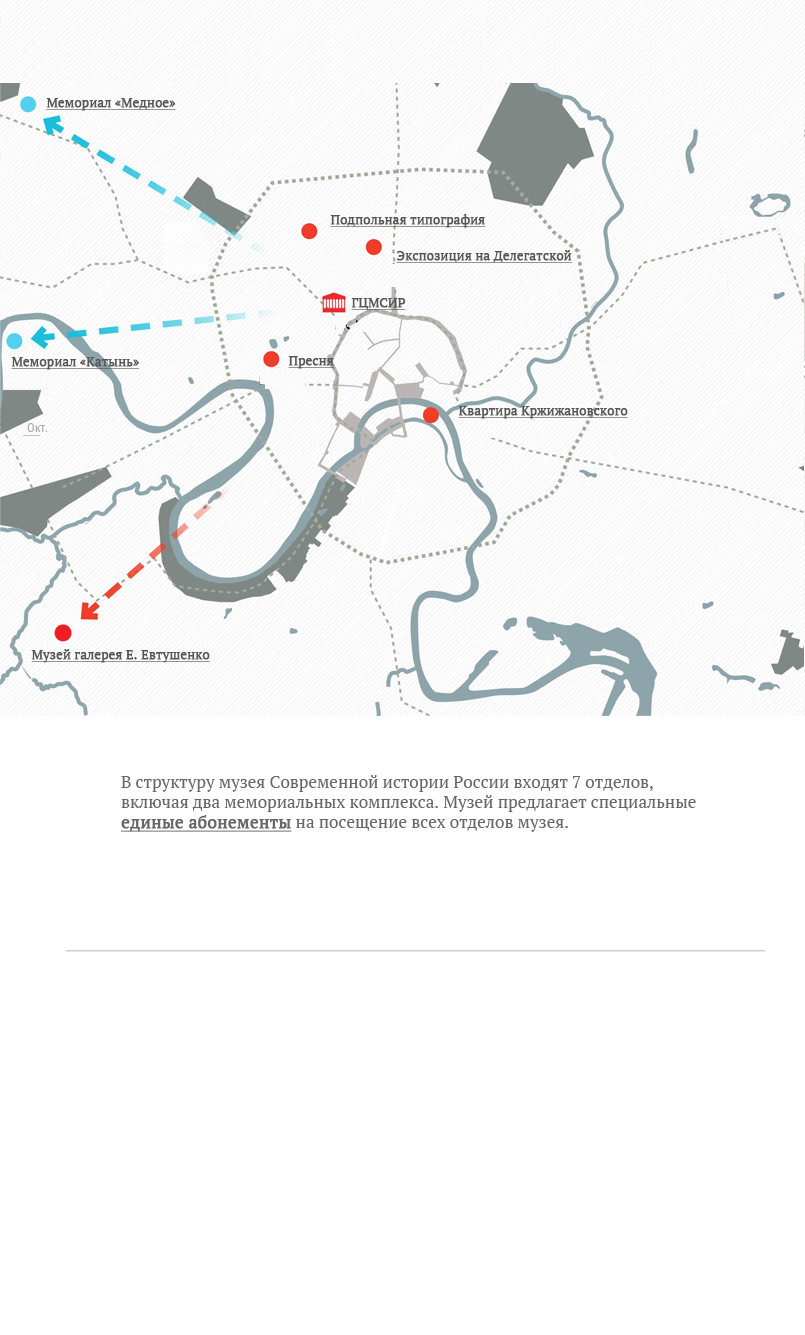 Мемориал «Медное»
Подпольная типография
Экспозиция на Делегатской
ГЦМСИР
Мемориал «Катынь»
Пресня
Квартира Кржижановского
Окт.
Музей галерея Е. Евтушенко
В структуру музея Современной истории России входят 7 отделов,
включая два мемориальных комплекса. Музей предлагает специальные
единые абонементы на посещение всех отделов музея.